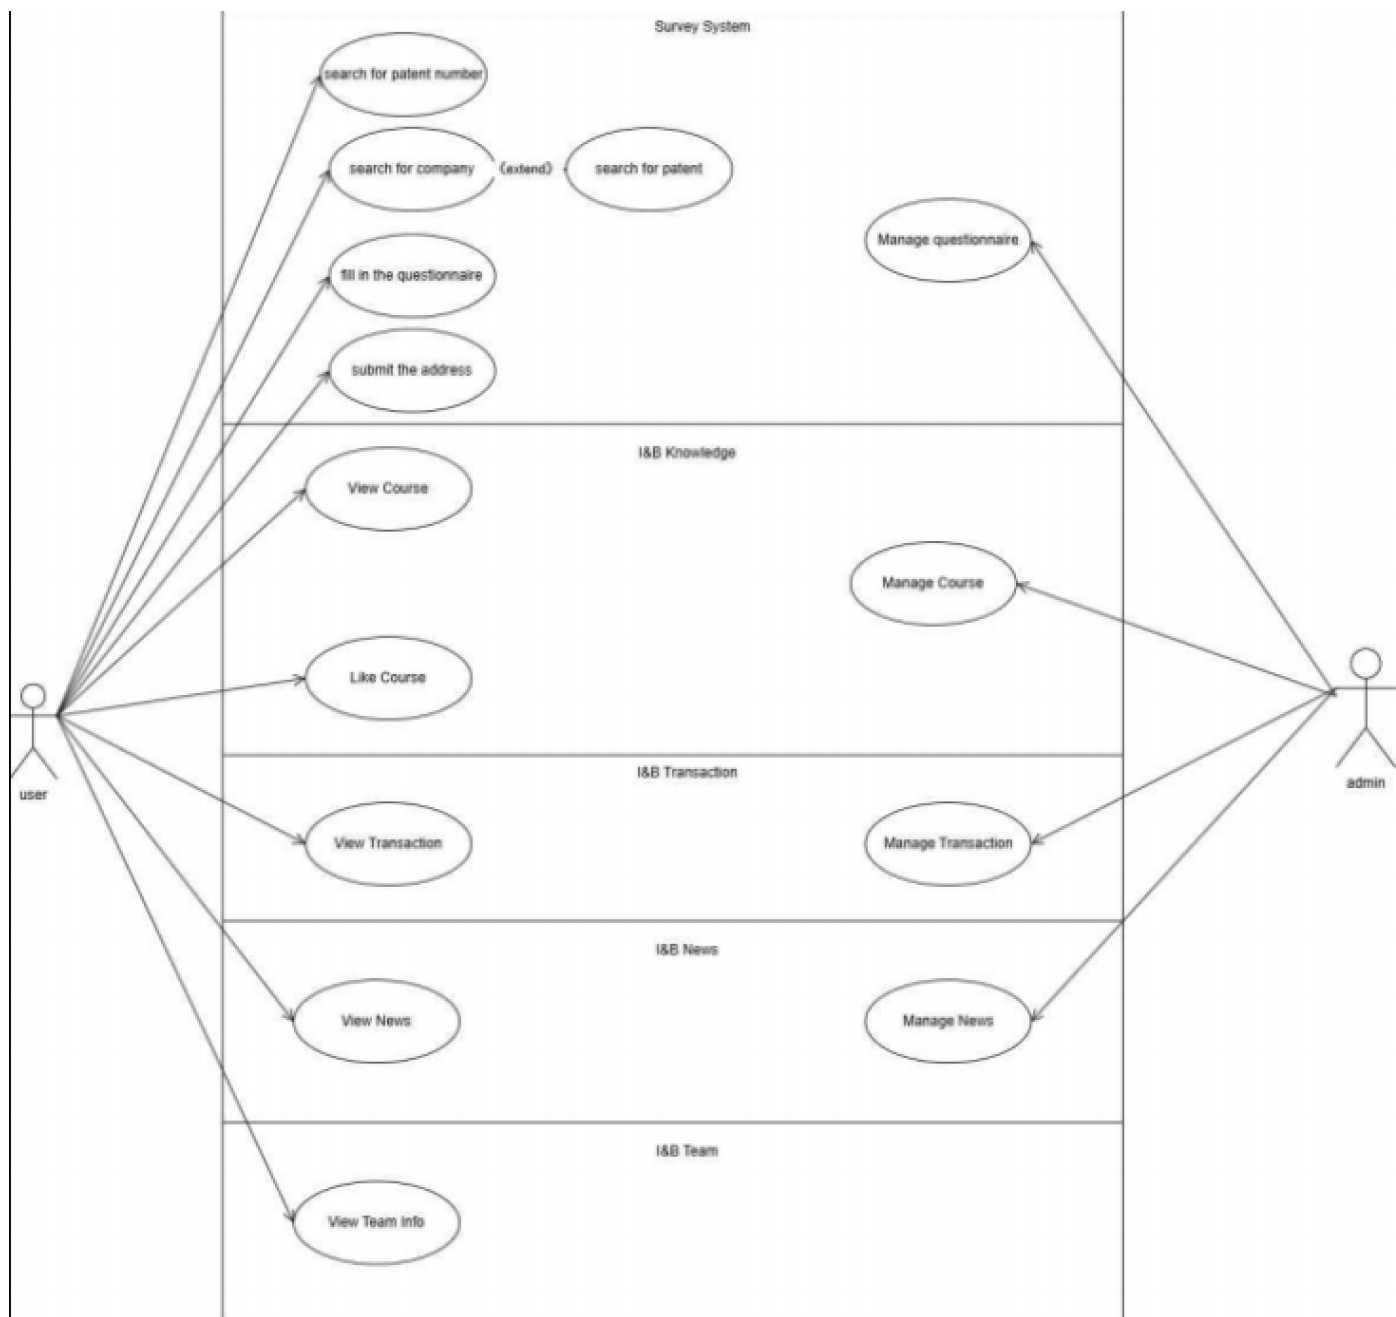 Survey System
search for patent number
search for company
《extend》
search for patent
Manage questionnaire
fill in the questionnaire
submit the address
I&B Knowledge
View Course
Manage Course
Like Course
user
admin
I&B Transaction
View Transaction
Manage Transaction
I&B News
View News
Manage News
I&B Team
View Team Info